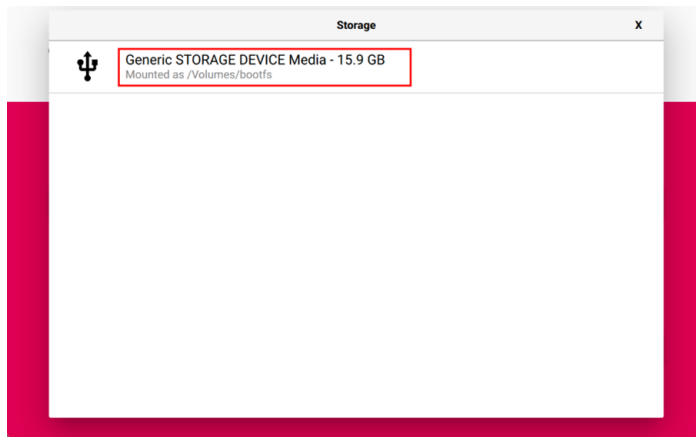 Storage
X
Generic STORAGE DEVICE Media - 15.9 GB
Mounted as /Volumes/bootfs